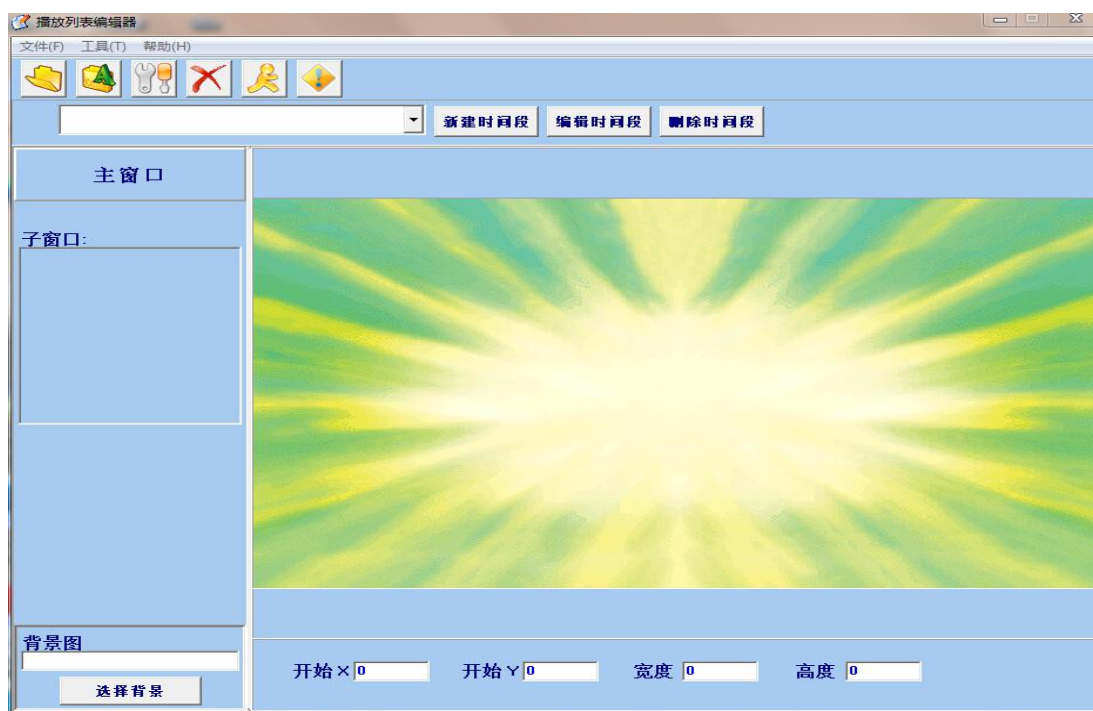 播放列表编辑器
文件(F) 工具(T) 帮助(H)
新建时间段 编辑时间段 删除时间段
主窗口
子窗口:
背景图
选择背景
开始X 0 开始Y 0 宽度 0 高度 0